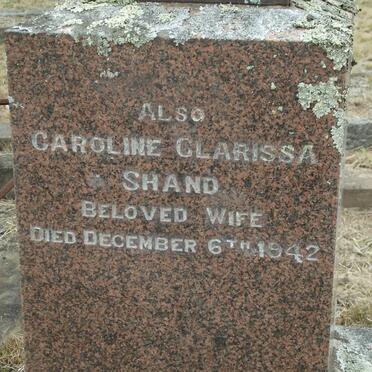 ALSO
CAROLINE CLARISSA
SHAND
BELOVED WIFE
DIED DECEMBER 6TH 1942